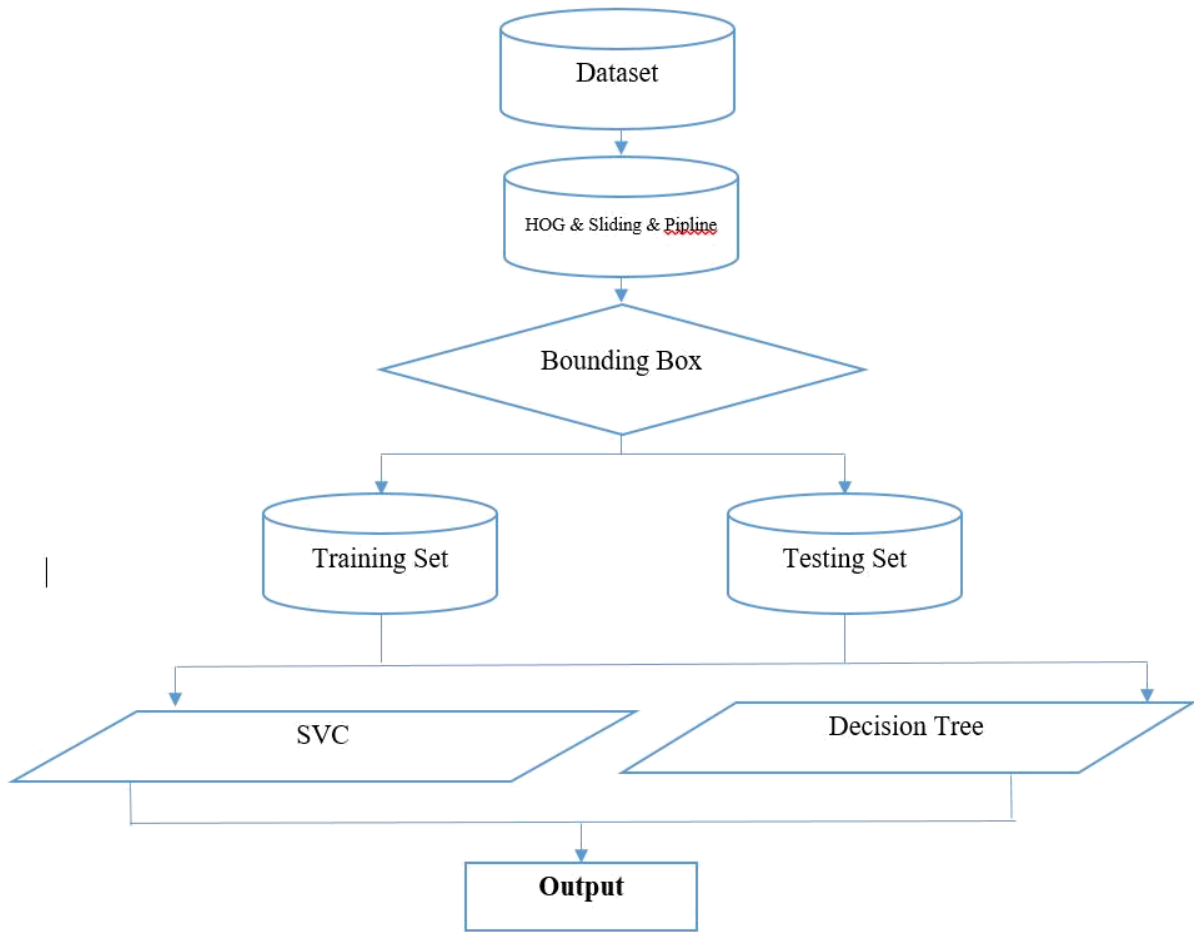 Dataset
HOG & Sliding & Pipline
Bounding Box
Training Set
Testing Set
SVC
Decision Tree
Output